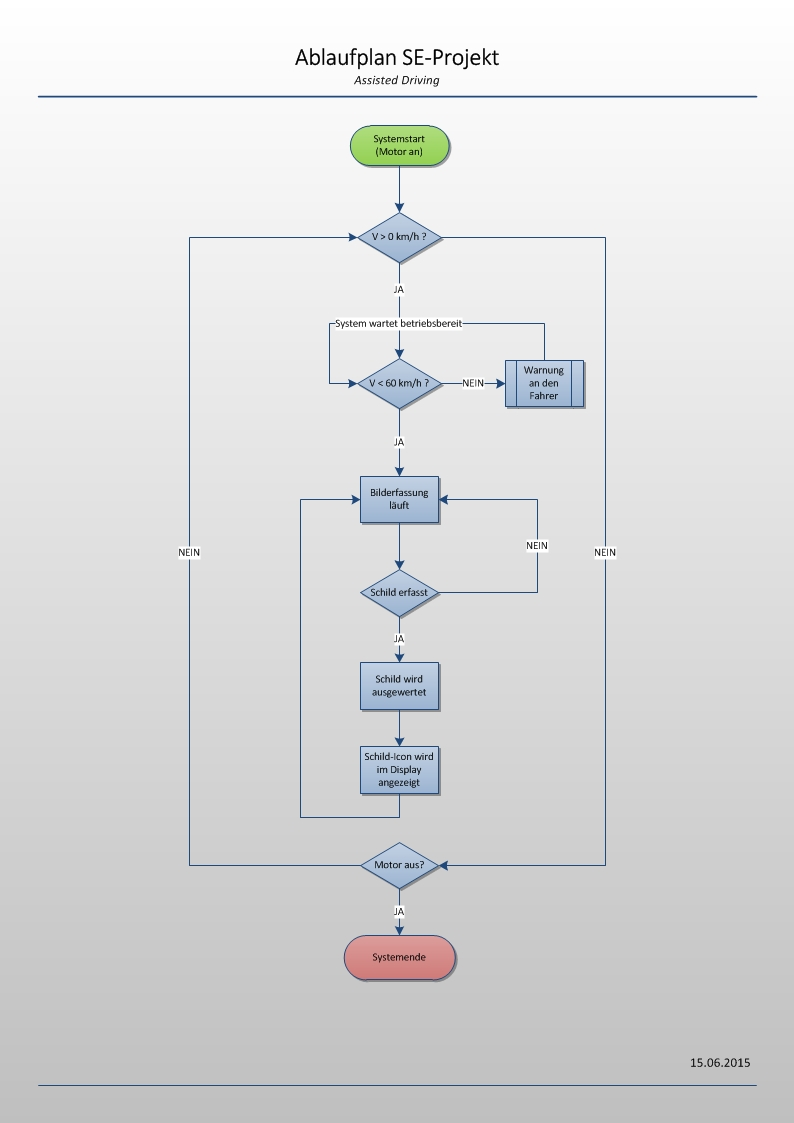 Ablaufplan SE-Projekt
Assisted Driving
Systemstart
(Motor an)
V > 0 km/h ?
JA
System wartet betriebsbereit
V < 60 km/h ?
NEIN
Warnung
an den
Fahrer
JA
Bilderfassung
läuft
NEIN
NEIN
NEIN
Schild erfasst
JA
Schild wird
ausgewertet
Schild-Icon wird
im Display
angezeigt
Motor aus?
JA
Systemende
15.06.2015